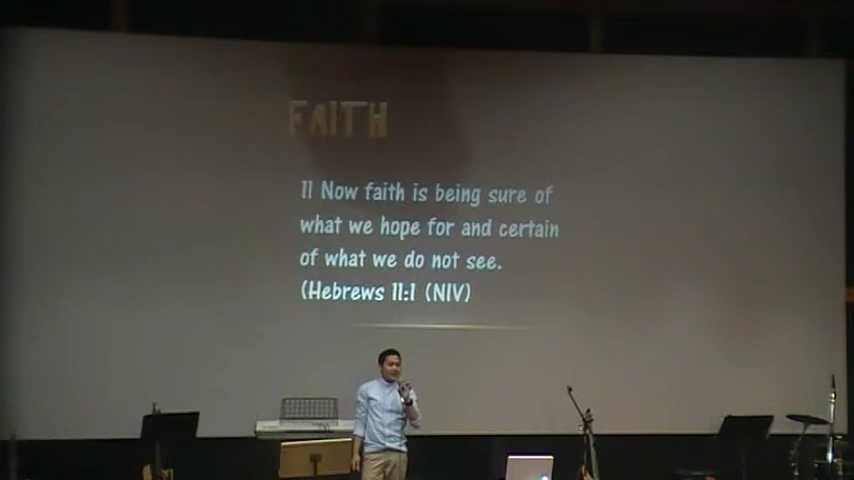 FAITH
11 Now faith is being sure of
what we hope for and certain
of what we do not see.
(Hebrews 11:1 (NIV)